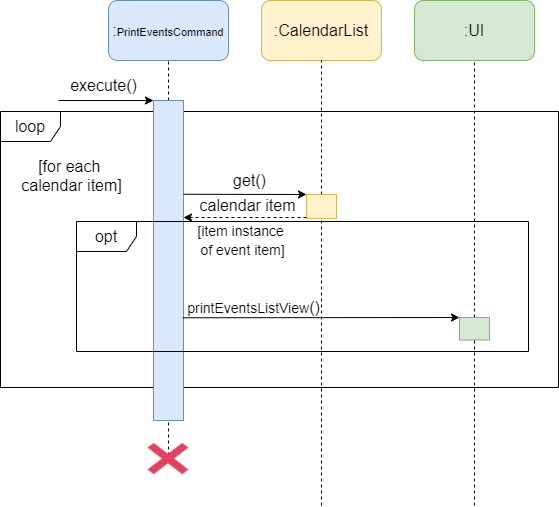 :PrintEventsCommand
:CalendarList
:UI
execute()
loop
[for each
calendar item]
get()
calendar item
opt
[item instance
of event item]
printEventsListView()